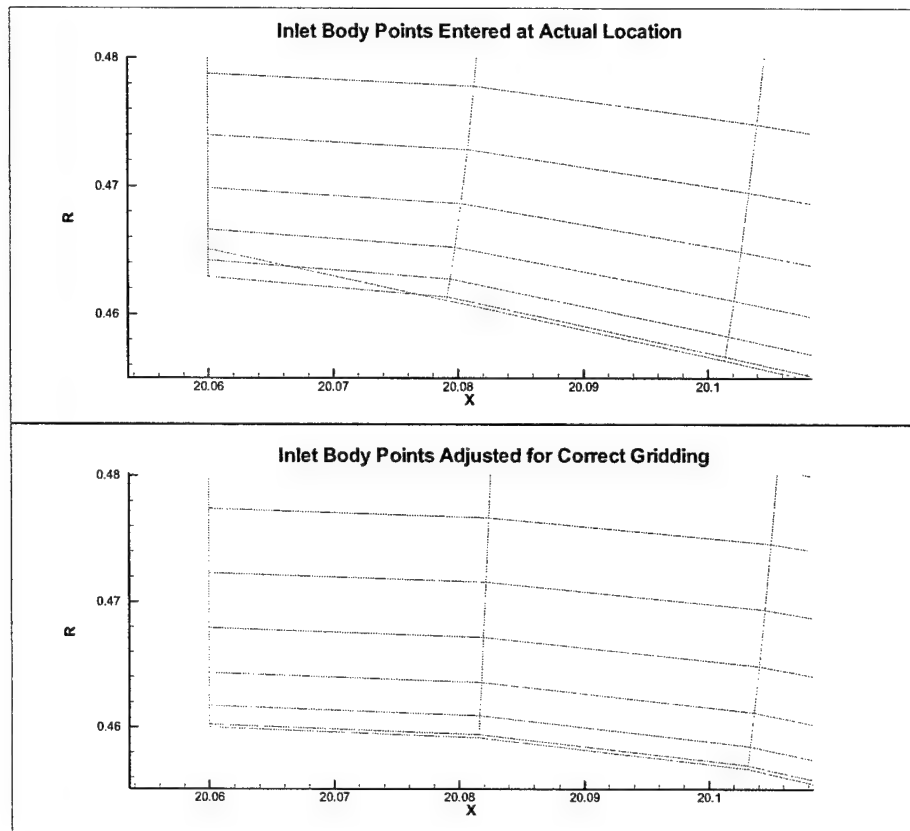 Inlet Body Points Entered at Actual Location
0.48
0.47
R
0.46
20.06 20.07 20.08 20.09 20.1
X
Inlet Body Points Adjusted for Correct Gridding
0.48
0.47
R
0.46
20.06 20.07 20.08 20.09 20.1
X